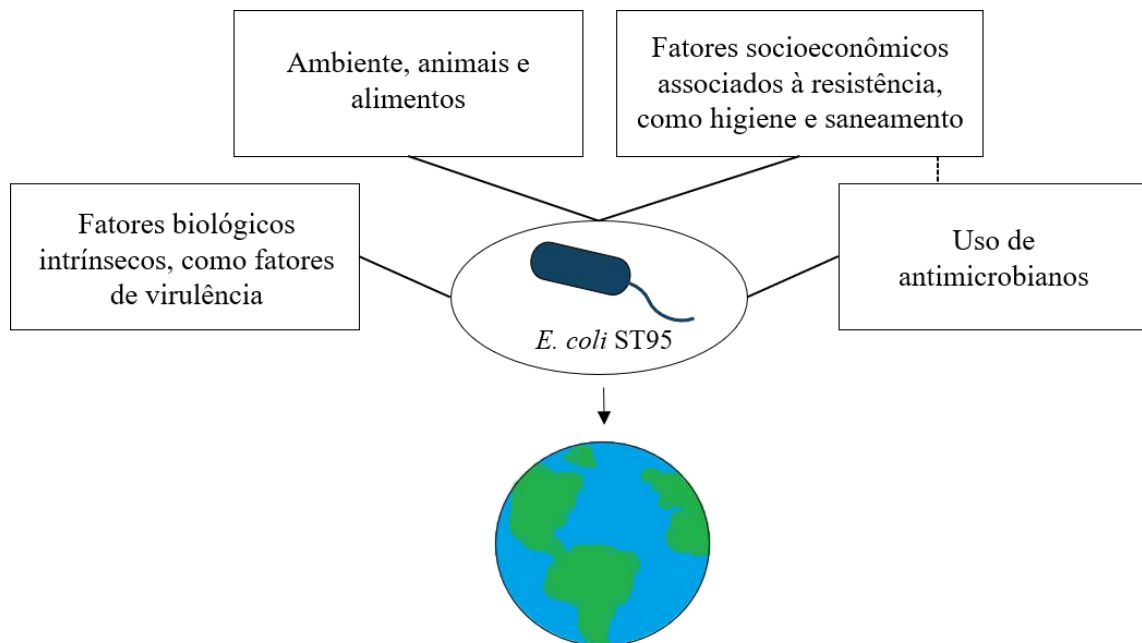 Ambiente, animais e
alimentos
Fatores socioeconômicos
associados à resistência,
como higiene e saneamento
Fatores biológicos
intrínsecos, como fatores
de virulência
Uso de
antimicrobianos
E. coli ST95